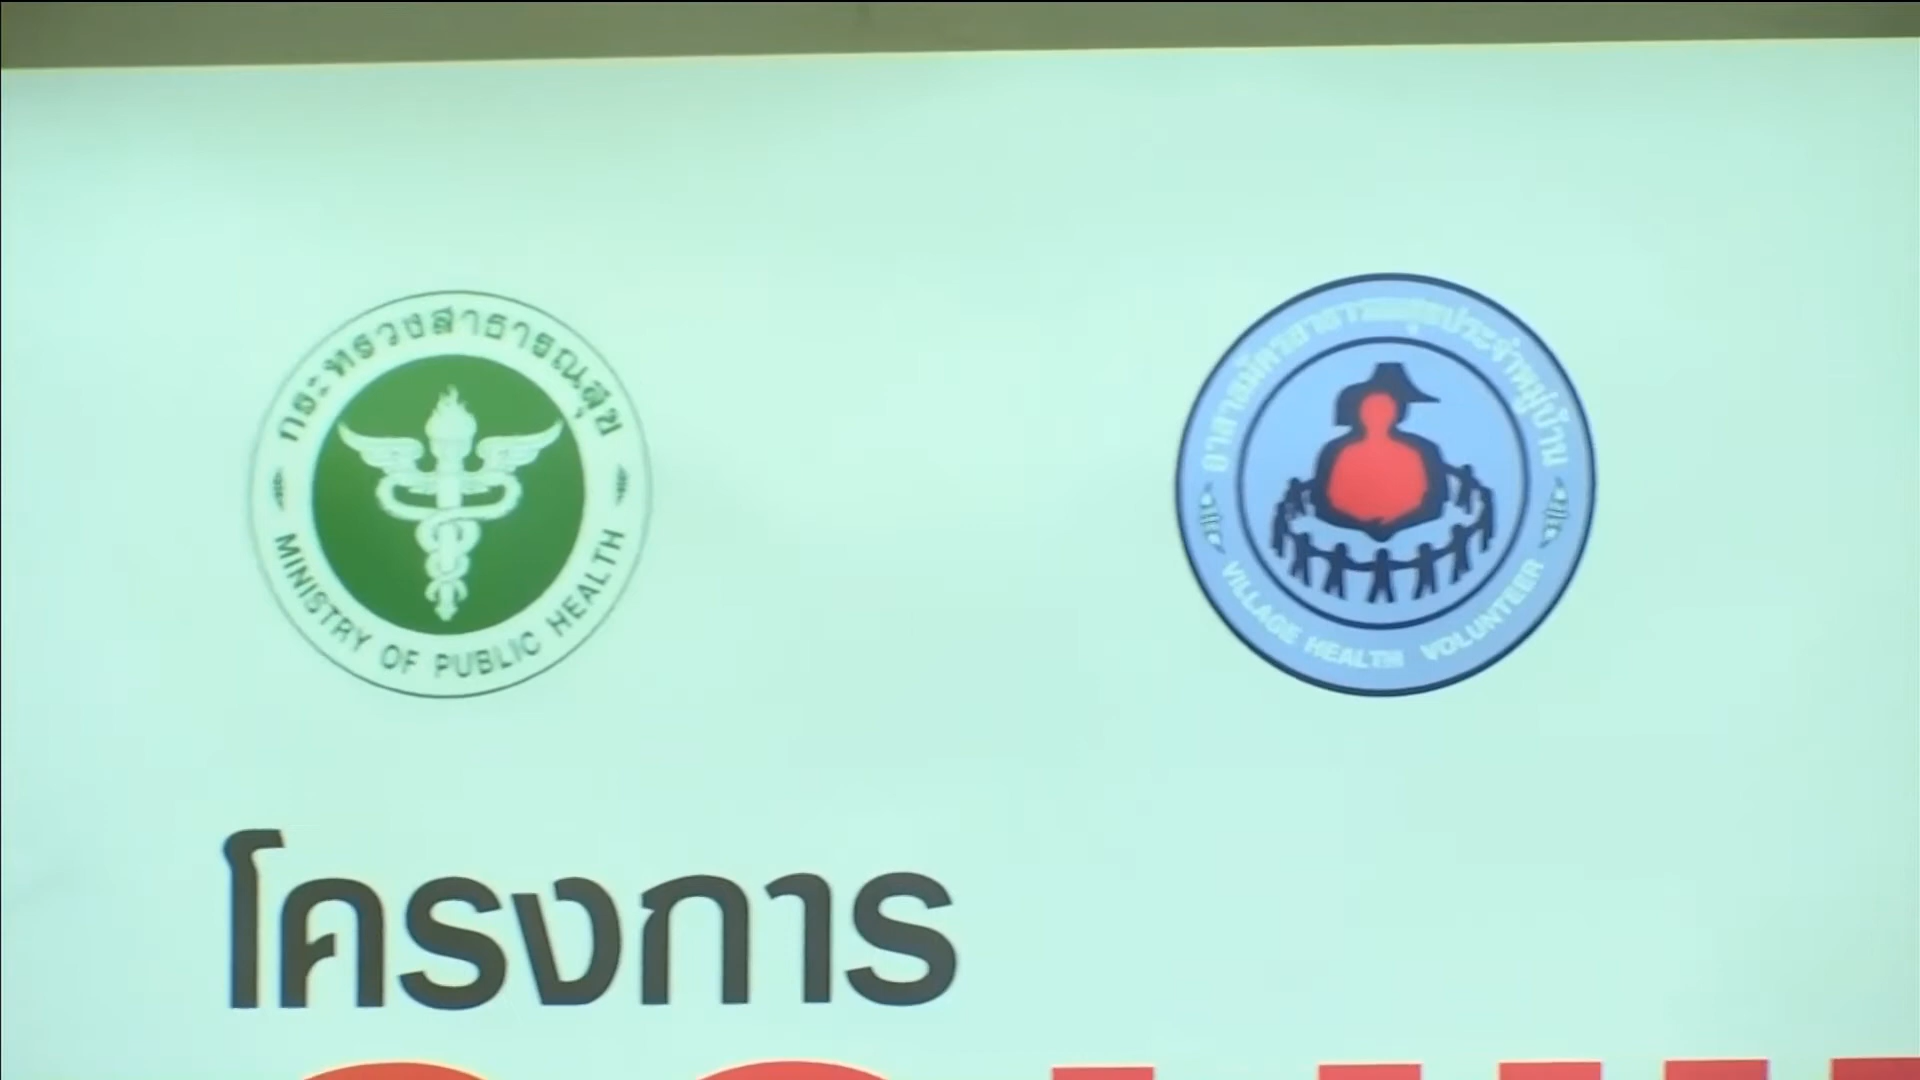 กระทรวงสาธารณสุข
MINISTRY OF PUBLIC HEALTH
อาสาสมัครสาธารณสุขประจำหมู่บ้าน
VILLAGE HEALTH VOLUNTEER
โครงการ